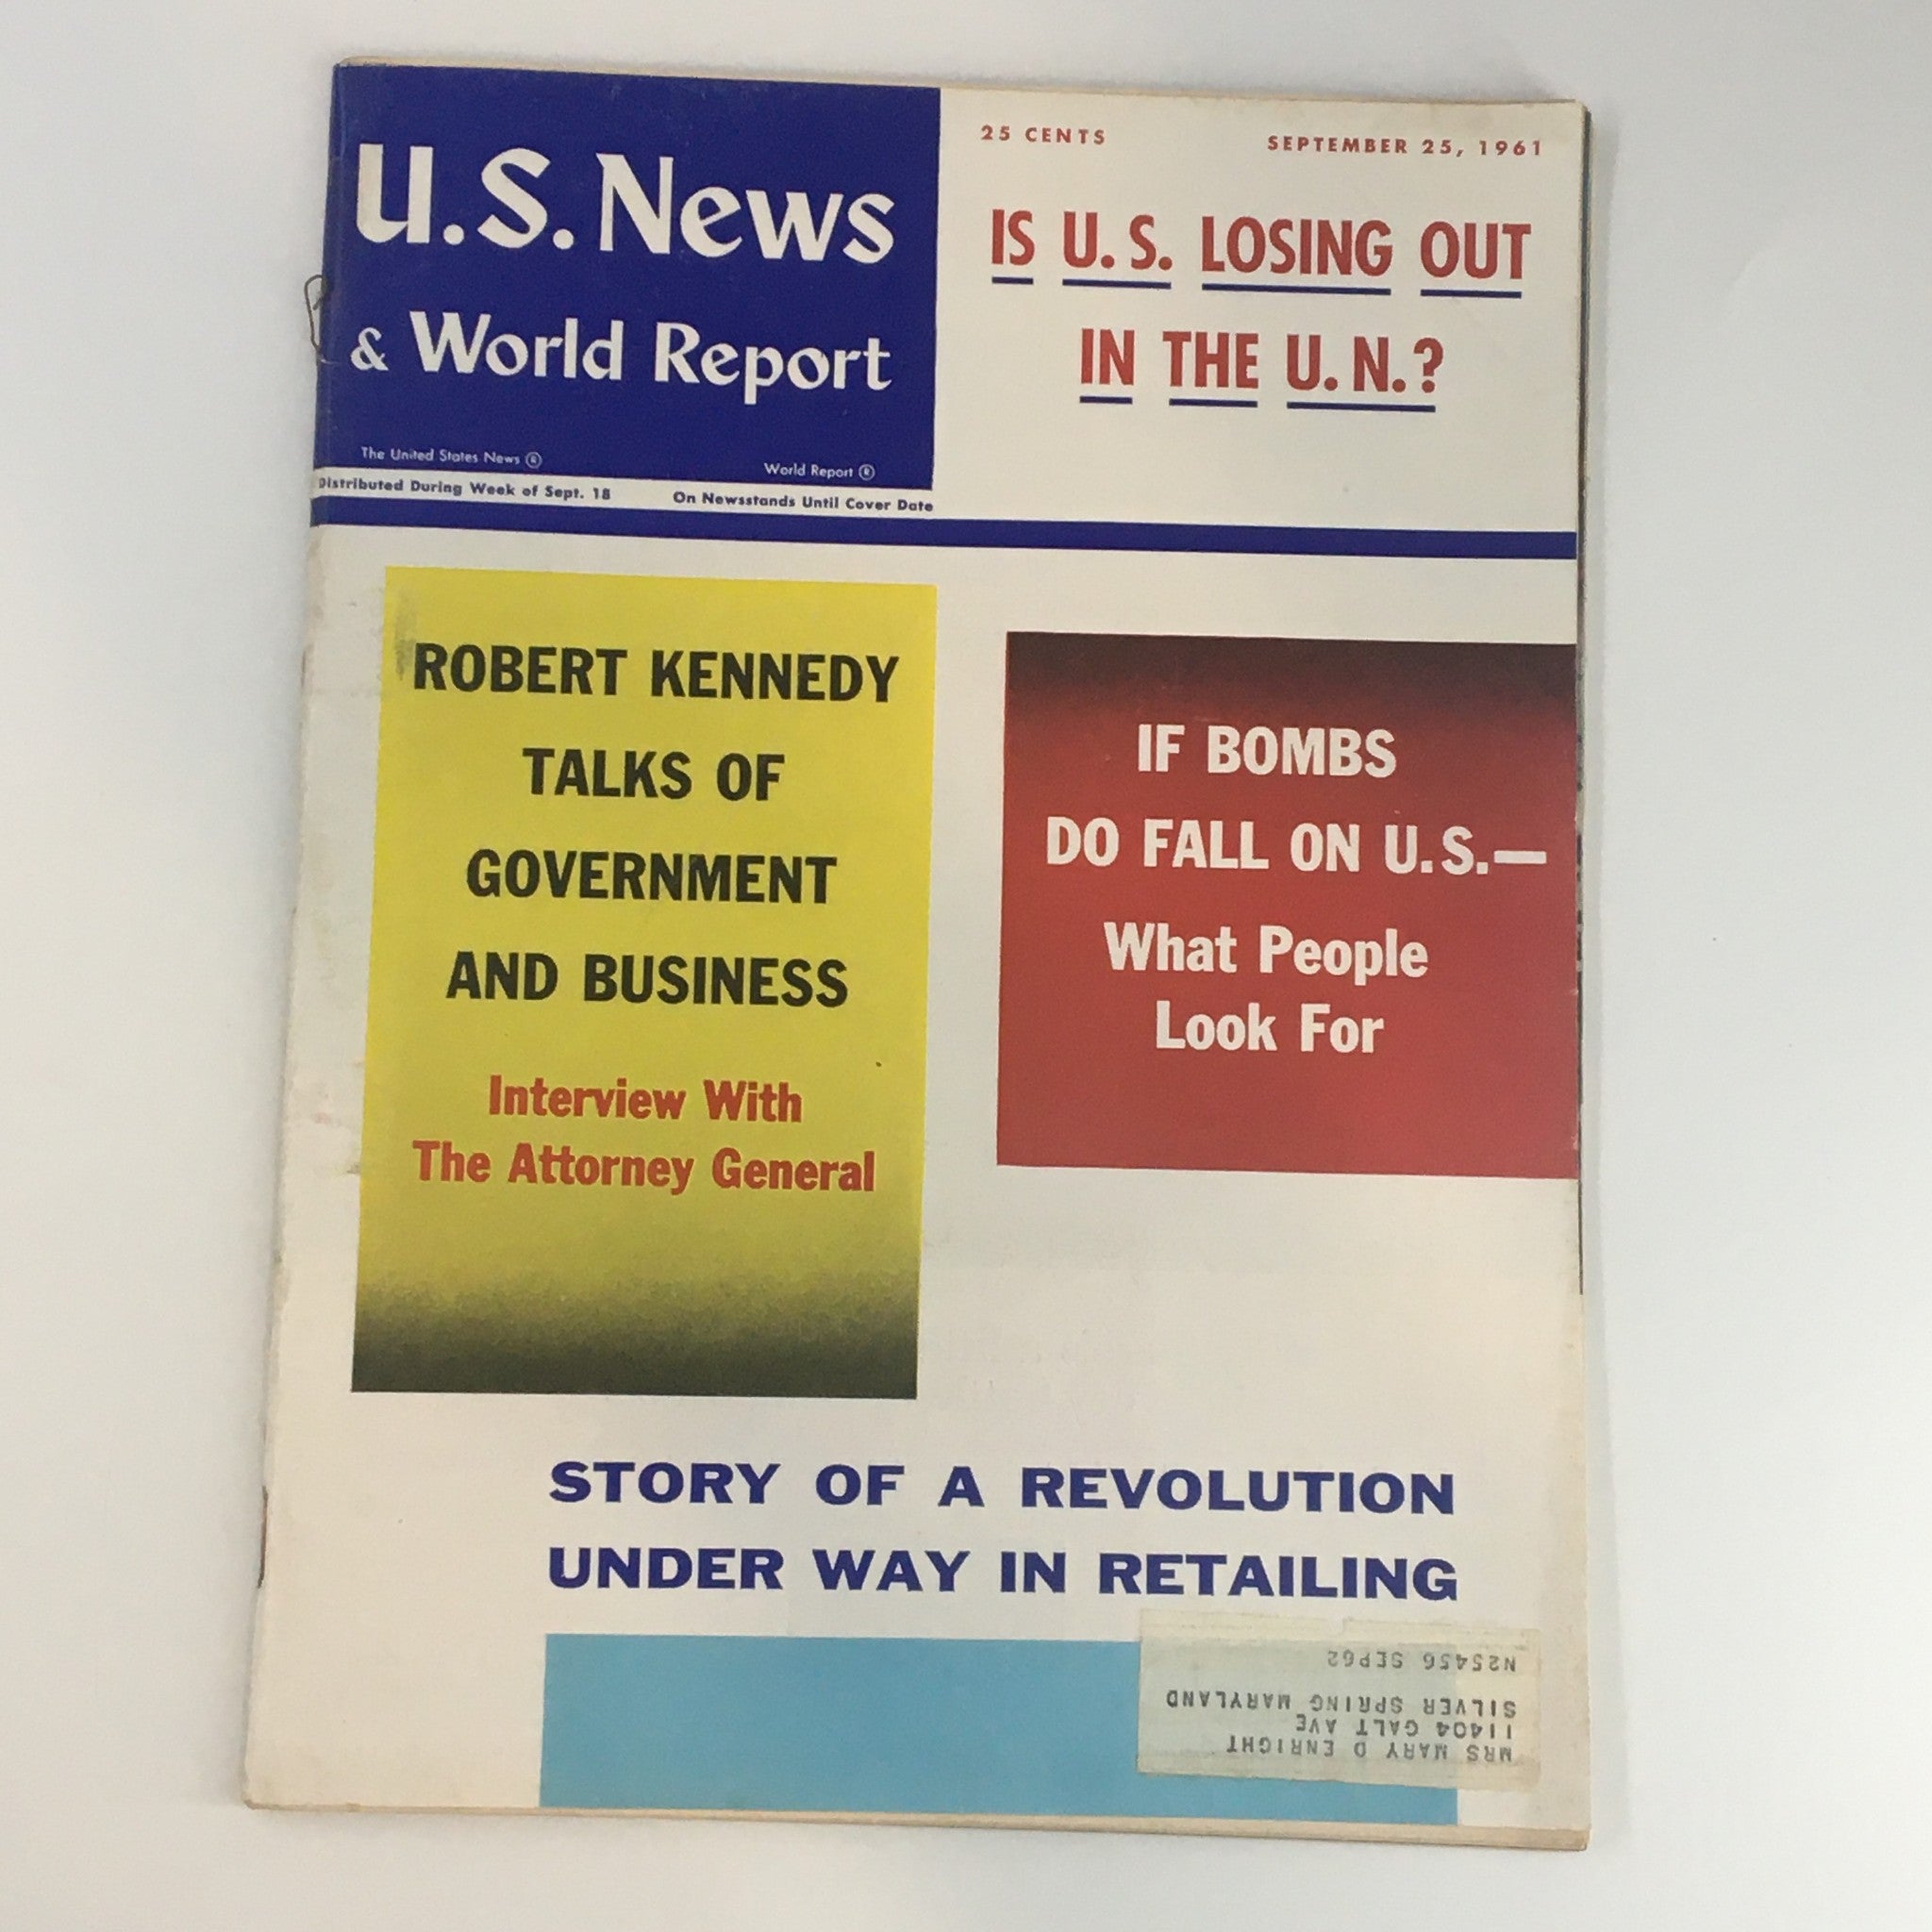 U.S. News
& World Report
The United States News ®
World Report ®
Distributed During Week of Sept. 18
On Newsstands Until Cover Date
25 CENTS
SEPTEMBER 25, 1961
IS U.S. LOSING OUT
IN THE U.N.?
ROBERT KENNEDY
TALKS OF
GOVERNMENT
AND BUSINESS
Interview With
The Attorney General
IF BOMBS
DO FALL ON U.S.—
What People
Look For
STORY OF A REVOLUTION
UNDER WAY IN RETAILING
MRS MARY D ENRIGHT
11404 GALT AVE
SILVER SPRING MARYLAND
N25456 SEP62